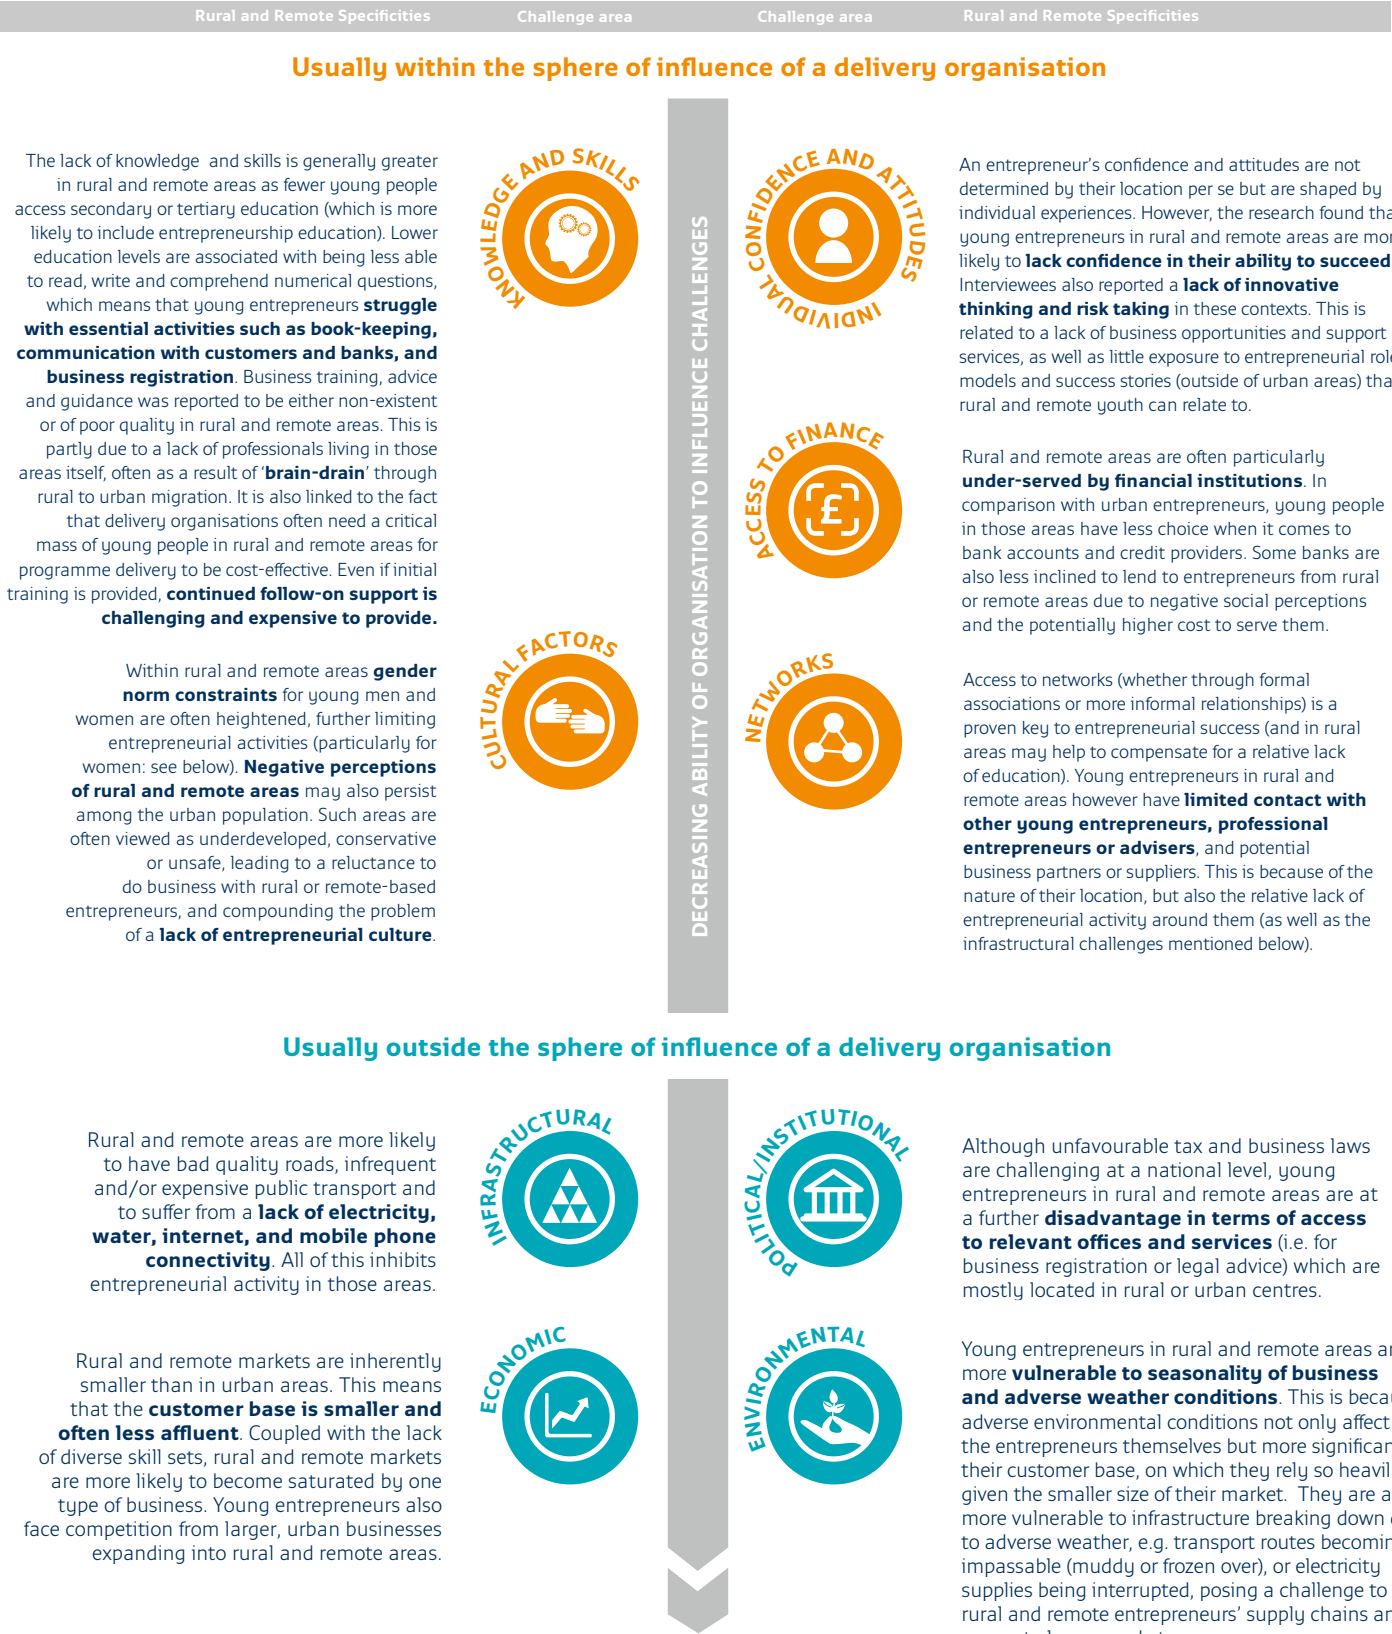 Rural and Remote Specificities
Challenge area
Challenge area
Rural and Remote Specificities
Usually within the sphere of influence of a delivery organisation
KNOWLEDGE AND SKILLS
The lack of knowledge and skills is generally greater
in rural and remote areas as fewer young people
access secondary or tertiary education (which is more
likely to include entrepreneurship education). Lower
education levels are associated with being less able
to read, write and comprehend numerical questions,
which means that young entrepreneurs struggle
with essential activities such as book-keeping,
communication with customers and banks, and
business registration. Business training, advice
and guidance was reported to be either non-existent
or of poor quality in rural and remote areas. This is
partly due to a lack of professionals living in those
areas itself, often as a result of ‘brain-drain’ through
rural to urban migration. It is also linked to the fact
that delivery organisations often need a critical
mass of young people in rural and remote areas for
programme delivery to be cost-effective. Even if initial
training is provided, continued follow-on support is
challenging and expensive to provide.
CULTURAL FACTORS
Within rural and remote areas gender
norm constraints for young men and
women are often heightened, further limiting
entrepreneurial activities (particularly for
women: see below). Negative perceptions
of rural and remote areas may also persist
among the urban population. Such areas are
often viewed as underdeveloped, conservative
or unsafe, leading to a reluctance to
do business with rural or remote-based
entrepreneurs, and compounding the problem
of a lack of entrepreneurial culture.
DECREASING ABILITY OF ORGANISATION TO INFLUENCE CHALLENGES
INDIVIDUAL CONFIDENCE AND ATTITUDES
An entrepreneur’s confidence and attitudes are not
determined by their location per se but are shaped by
individual experiences. However, the research found tha
young entrepreneurs in rural and remote areas are mor
likely to lack confidence in their ability to succeed
Interviewees also reported a lack of innovative
thinking and risk taking in these contexts. This is
related to a lack of business opportunities and support
services, as well as little exposure to entrepreneurial role
models and success stories (outside of urban areas) tha
rural and remote youth can relate to.
ACCESS TO FINANCE
£
Rural and remote areas are often particularly
under-served by financial institutions. In
comparison with urban entrepreneurs, young people
in those areas have less choice when it comes to
bank accounts and credit providers. Some banks are
also less inclined to lend to entrepreneurs from rural
or remote areas due to negative social perceptions
and the potentially higher cost to serve them.
NETWORKS
Access to networks (whether through formal
associations or more informal relationships) is a
proven key to entrepreneurial success (and in rural
areas may help to compensate for a relative lack
of education). Young entrepreneurs in rural and
remote areas however have limited contact with
other young entrepreneurs, professional
entrepreneurs or advisers, and potential
business partners or suppliers. This is because of the
nature of their location, but also the relative lack of
entrepreneurial activity around them (as well as the
infrastructural challenges mentioned below).
Usually outside the sphere of influence of a delivery organisation
INFRASTRUCTURAL
Rural and remote areas are more likely
to have bad quality roads, infrequent
and/or expensive public transport and
to suffer from a lack of electricity,
water, internet, and mobile phone
connectivity. All of this inhibits
entrepreneurial activity in those areas.
ECONOMIC
Rural and remote markets are inherently
smaller than in urban areas. This means
that the customer base is smaller and
often less affluent. Coupled with the lack
of diverse skill sets, rural and remote markets
are more likely to become saturated by one
type of business. Young entrepreneurs also
face competition from larger, urban businesses
expanding into rural and remote areas.
POLITICAL/INSTITUTIONAL
Although unfavourable tax and business laws
are challenging at a national level, young
entrepreneurs in rural and remote areas are at
a further disadvantage in terms of access
to relevant offices and services (i.e. for
business registration or legal advice) which are
mostly located in rural or urban centres.
ENVIRONMENTAL
Young entrepreneurs in rural and remote areas ar
more vulnerable to seasonality of business
and adverse weather conditions. This is becau
adverse environmental conditions not only affect
the entrepreneurs themselves but more significan
their customer base, on which they rely so heavil
given the smaller size of their market. They are a
more vulnerable to infrastructure breaking down
to adverse weather, e.g. transport routes becomin
impassable (muddy or frozen over), or electricity
supplies being interrupted, posing a challenge to
rural and remote entrepreneurs’ supply chains an